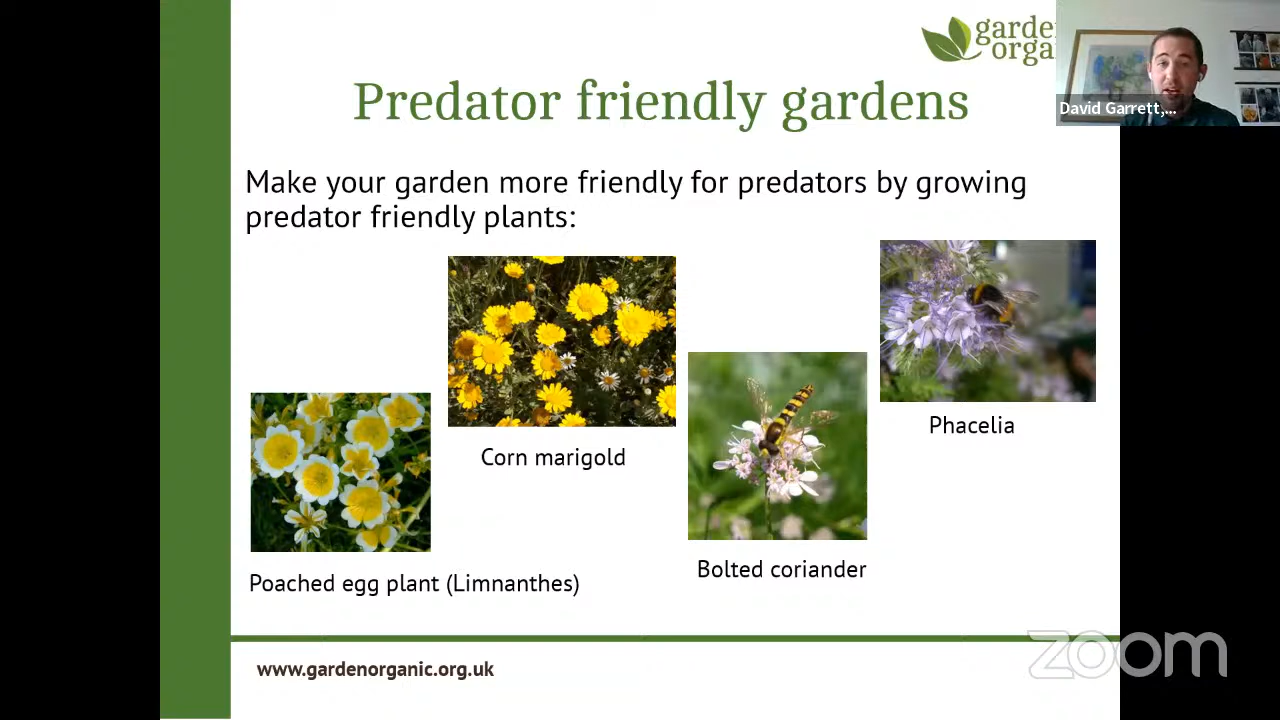 garde
orga
Predator friendly gardens
David Garrett,...
Make your garden more friendly for predators by growing
predator friendly plants:
Phacelia
Corn marigold
Bolted coriander
Poached egg plant (Limnanthes)
www.gardenorganic.org.uk
zoom